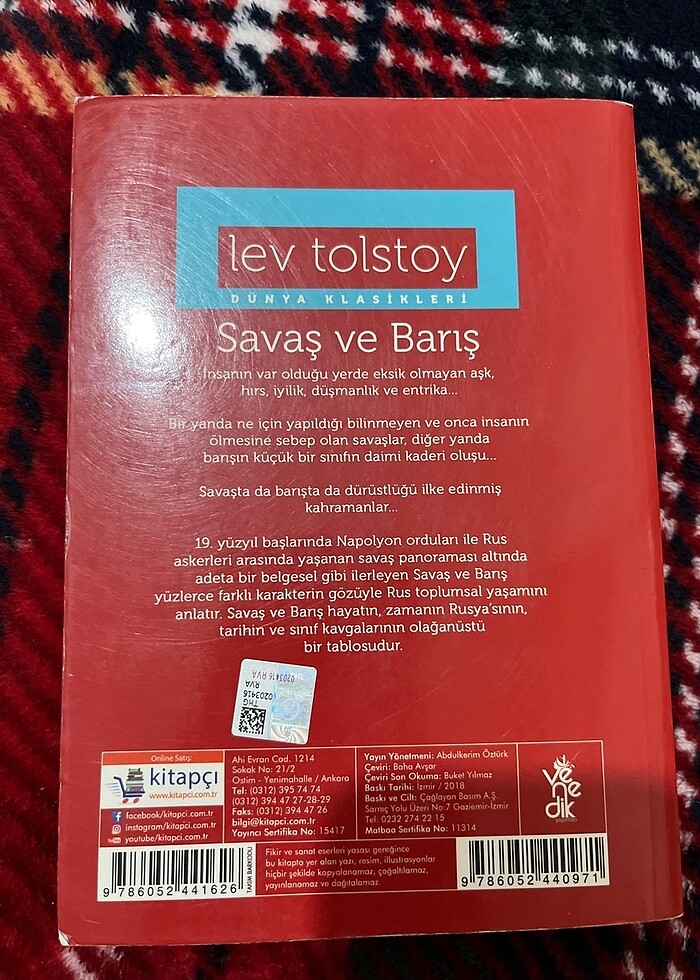 lev tolstoy
DÜNYA KLASİKLERİ
Savaş ve Barış
İnsanın var olduğu yerde eksik olmayan aşk,
hırs, iyilik, düşmanlık ve entrika...
Bir yanda ne için yapıldığı bilinmeyen ve onca insanın
ölmesine sebep olan savaşlar, diğer yanda
barışın küçük bir sınıfın daimi kaderi oluşu...
Savaşta da barışta da dürüstlüğü ilke edinmiş
kahramanlar...
19. yüzyıl başlarında Napolyon orduları ile Rus
askerleri arasında yaşanan savaş panoraması altında
adeta bir belgesel gibi ilerleyen Savaş ve Barış
yüzlerce farklı karakterin gözüyle Rus toplumsal yaşamını
anlatır. Savaş ve Barış hayatın, zamanın Rusya'sının,
tarihin ve sınıf kavgalarının olağanüstü
bir tablosudur.
THG
0203416
RVA
0203416 RVA
Online Satış:
kitapçı
www.kitapci.com.tr
facebook/kitapci.com.tr
instagram/kitapci.com.tr
youtube/kitapci.com.tr
Ahi Evran Cad. 1214
Sokak No: 21/2
Ostim - Yenimahalle / Ankara
Tel: (0312) 395 74 74
(0312) 394 47 27-28-29
Faks: (0312) 394 47 26
bilgi@kitapci.com.tr
Yayıncı Sertifika No: 15417
Yayın Yönetmeni: Abdulkerim Öztürk
Çeviri: Baha Avşar
Çeviri Son Okuma: Buket Yılmaz
Baskı Tarihi: İzmir / 2018
Baskı ve Cilt: Çağlayan Basım A.Ş.
Sarnıç Yolu Üzeri No:7 Gaziemir-İzmir
Tel: 0232 274 22 15
Matbaa Sertifika No: 11314
venedik
yayınları
9 786052 441626
TAKIM BARKODU
Fikir ve sanat eserleri yasası gereğince
bu kitapta yer alan yazı, resim, illustrasyonlar
hiçbir şekilde kopyalanamaz, çoğaltılamaz,
yayınlanamaz ve dağıtılamaz.
9 786052 440971